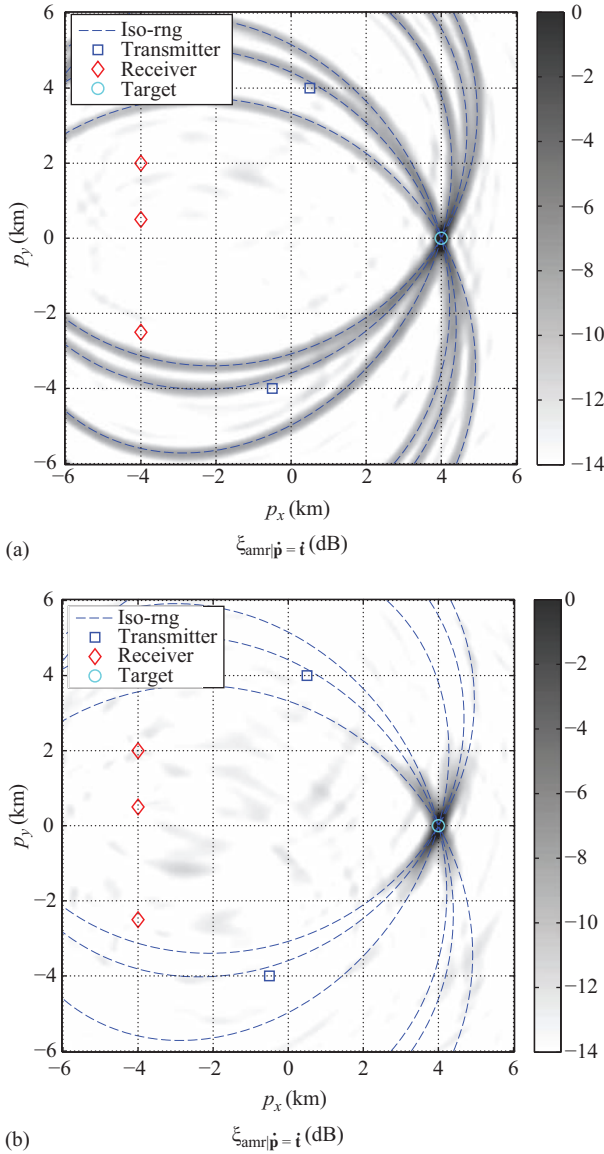 6
Iso-rng
Transmitter
Receiver
Target
4
2
0
−2
−4
−6
p_y (km)
−6 −4 −2 0 2 4 6
p_x (km)
0
−2
−4
−6
−8
−10
−12
−14
(a)
ξ_amr|ṗ = ṫ (dB)
6
Iso-rng
Transmitter
Receiver
Target
4
2
0
−2
−4
−6
p_y (km)
−6 −4 −2 0 2 4 6
p_x (km)
0
−2
−4
−6
−8
−10
−12
−14
(b)
ξ_amr|ṗ = ṫ (dB)